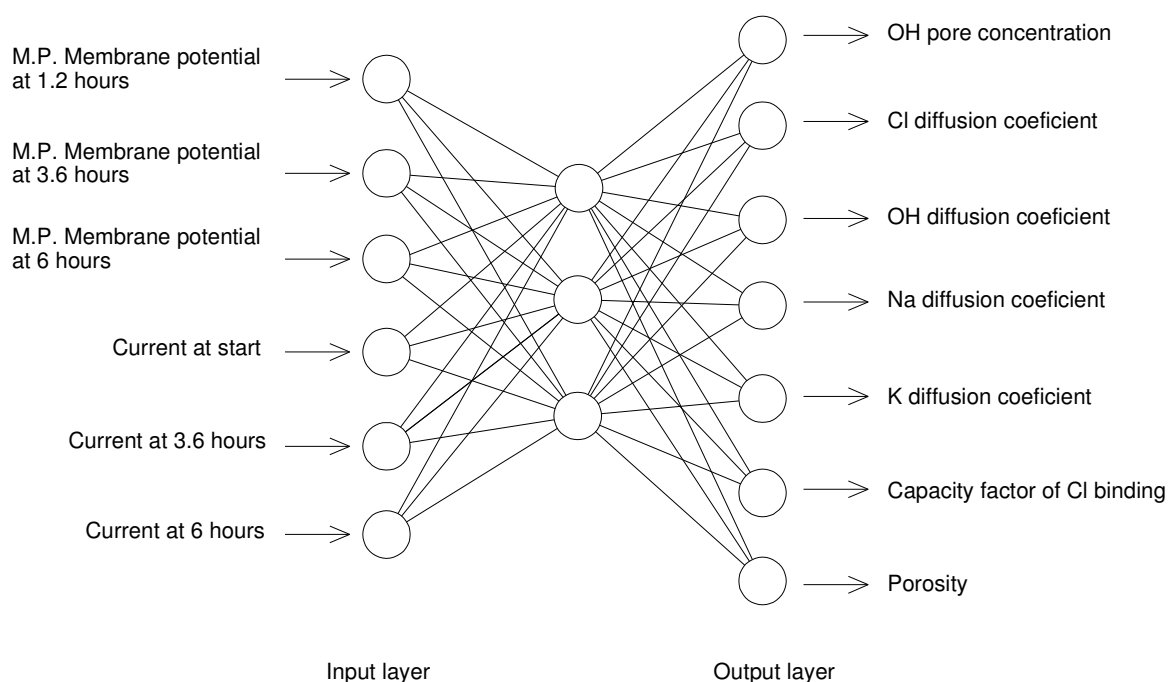 M.P. Membrane potential
at 1.2 hours
M.P. Membrane potential
at 3.6 hours
M.P. Membrane potential
at 6 hours
Current at start
Current at 3.6 hours
Current at 6 hours
OH pore concentration
Cl diffusion coeficient
OH diffusion coeficient
Na diffusion coeficient
K diffusion coeficient
Capacity factor of Cl binding
Porosity
Input layer
Output layer